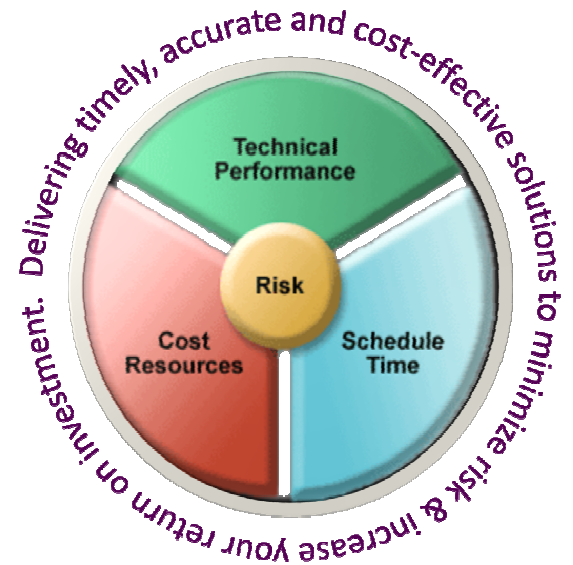 Delivering timely, accurate and cost-effective solutions to minimize risk & increase your return on investment.
Technical
Performance
Risk
Cost
Resources
Schedule
Time